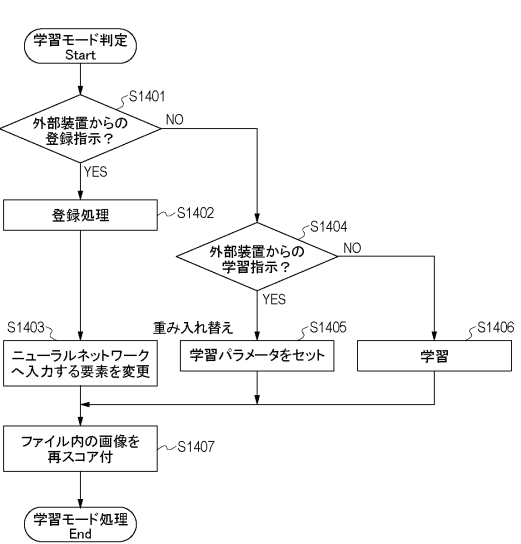 学習モード判定
Start
S1401
外部装置からの
登録指示？
NO
YES
登録処理
S1402
S1404
外部装置からの
学習指示？
NO
YES
S1403
ニューラルネットワーク
へ入力する要素を変更
重み入れ替え
S1405
学習パラメータをセット
S1406
学習
ファイル内の画像を
再スコア付
S1407
学習モード処理
End